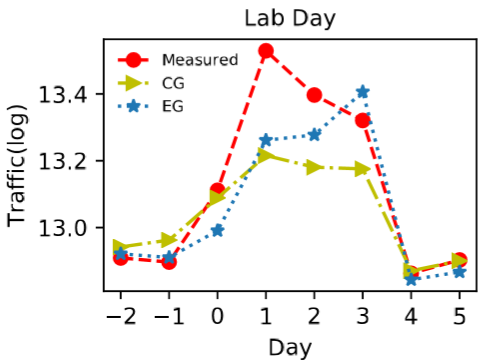 Lab Day
Measured
CG
EG
Traffic(log)
13.4
13.2
13.0
−2 −1 0 1 2 3 4 5
Day